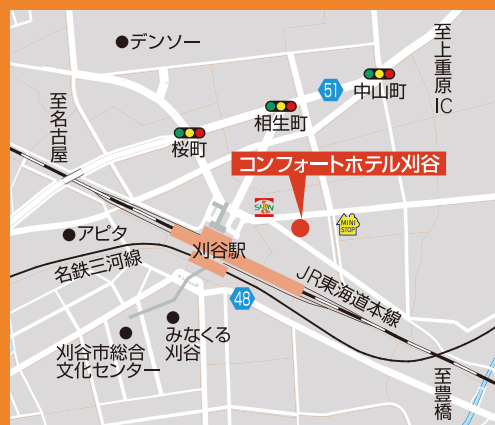 デンソー
至上重原IC
51
中山町
至名古屋
相生町
桜町
コンフォートホテル刈谷
MINI
STOP
アピタ
刈谷駅
名鉄三河線
JR東海道本線
48
みなくる
刈谷
刈谷市総合
文化センター
至豊橋